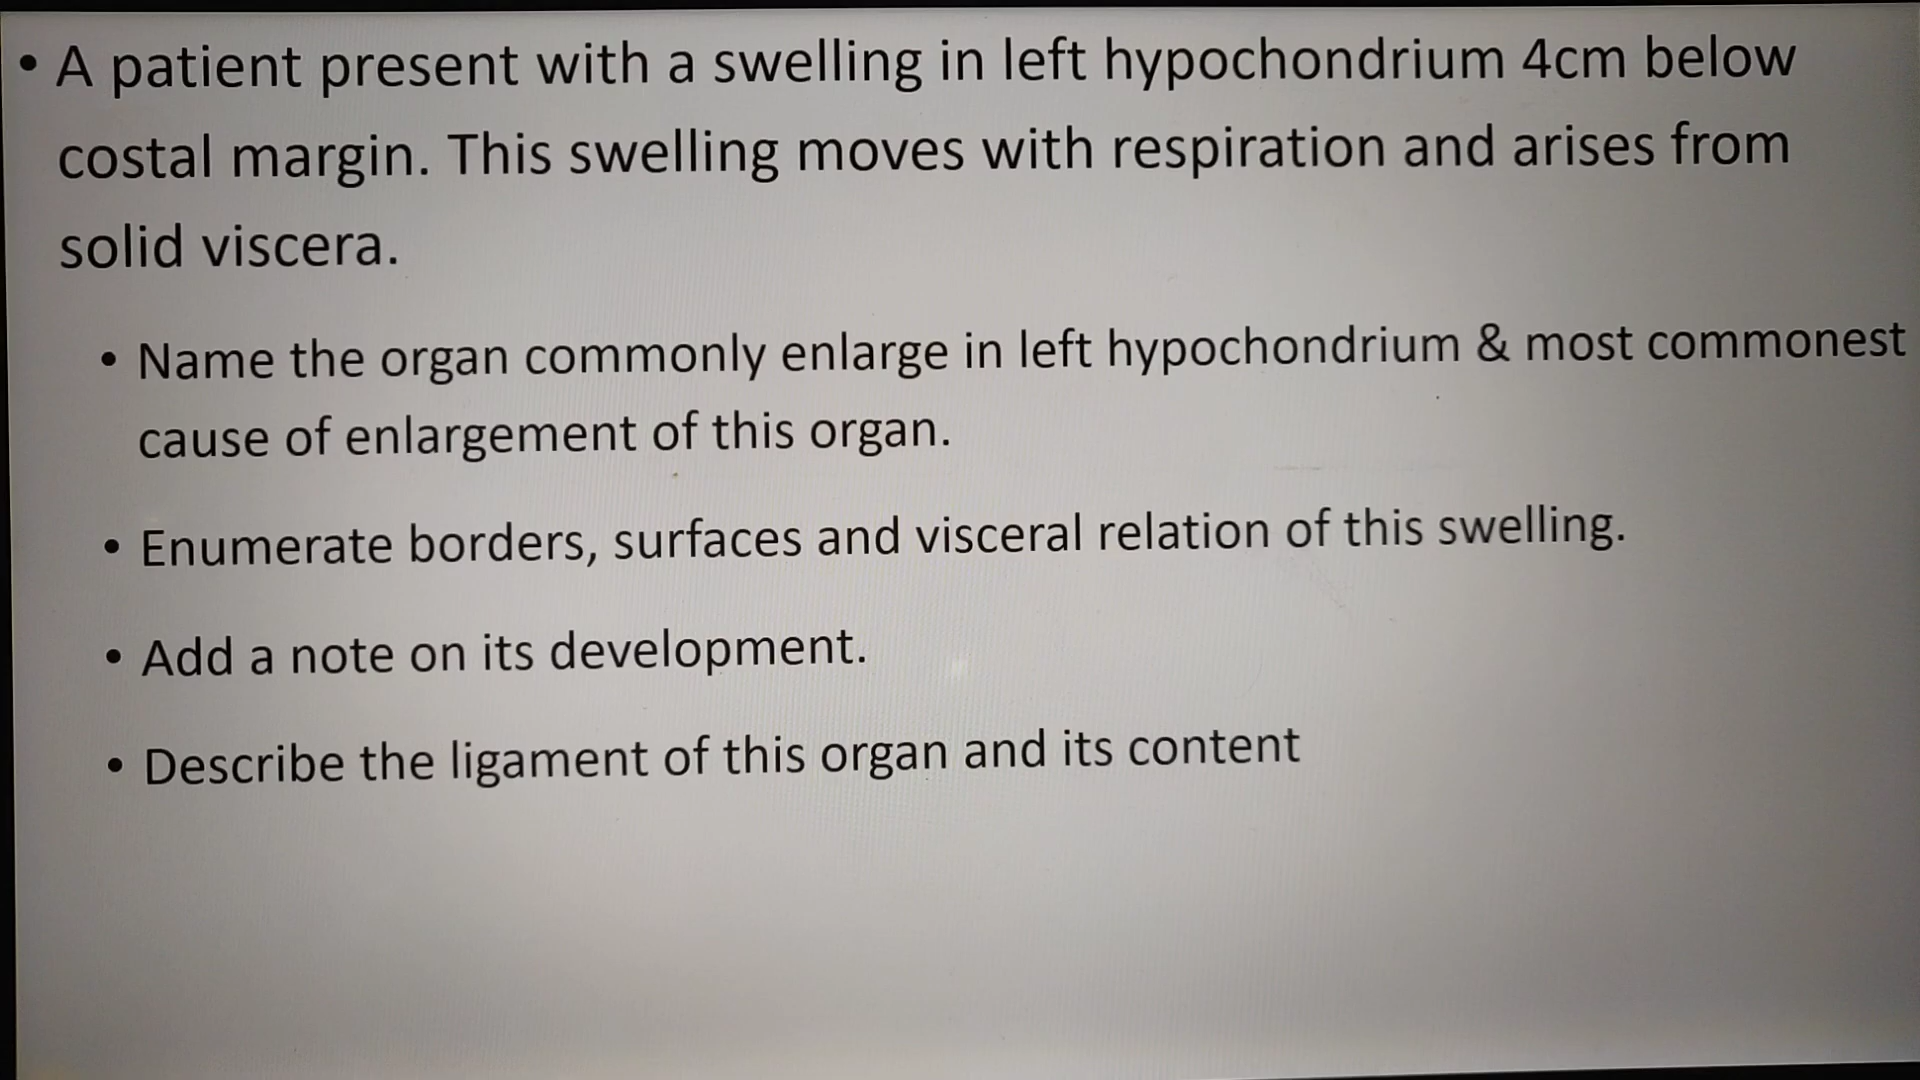 • A patient present with a swelling in left hypochondrium 4cm below
costal margin. This swelling moves with respiration and arises from
solid viscera.
• Name the organ commonly enlarge in left hypochondrium & most commonest
cause of enlargement of this organ.
• Enumerate borders, surfaces and visceral relation of this swelling.
• Add a note on its development.
• Describe the ligament of this organ and its content